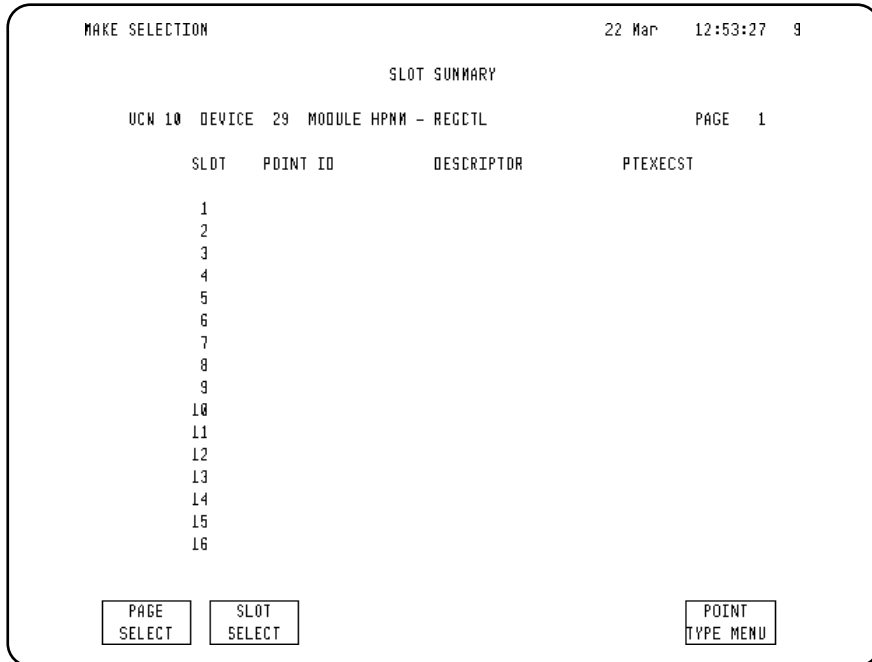 MAKE SELECTION 22 Mar 12:53:27 9
SLOT SUMMARY
UCN 10 DEVICE 29 MODULE HPMM - REGCTL PAGE 1
SLOT POINT ID DESCRIPTOR PTEXECST
1
2
3
4
5
6
7
8
9
10
11
12
13
14
15
16
PAGE SELECT
SLOT SELECT
POINT TYPE MENU